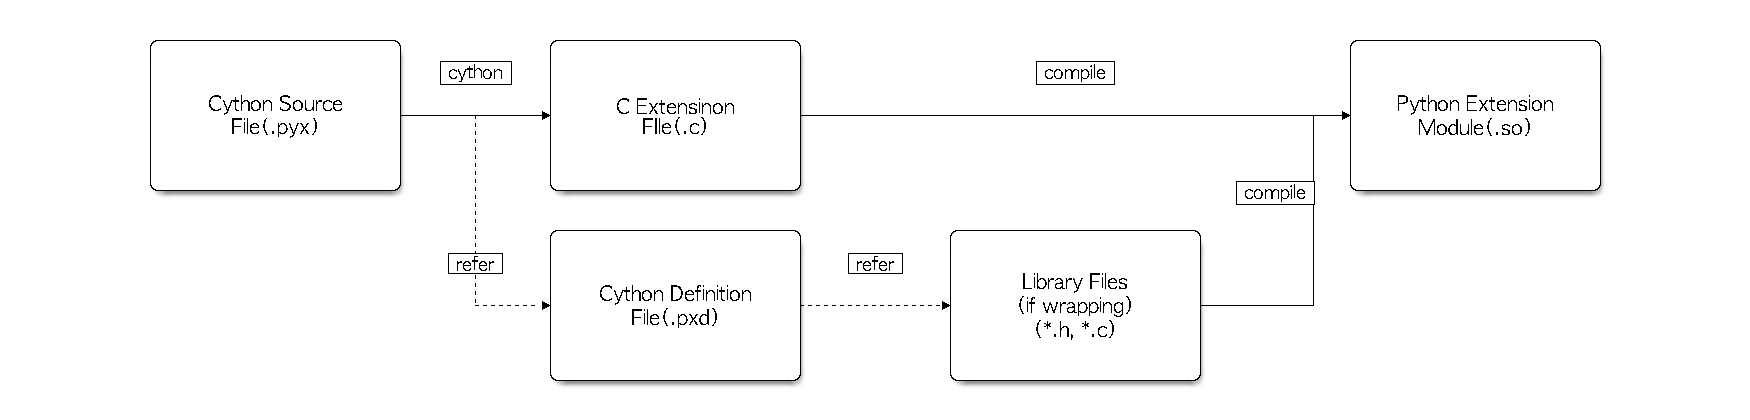 cython
compile
Cython Source
File(.pyx)
C Extensinon
FIle(.c)
Python Extension
Module(.so)
compile
refer
refer
Cython Definition
File(.pxd)
Library Files
(if wrapping)
(*.h, *.c)